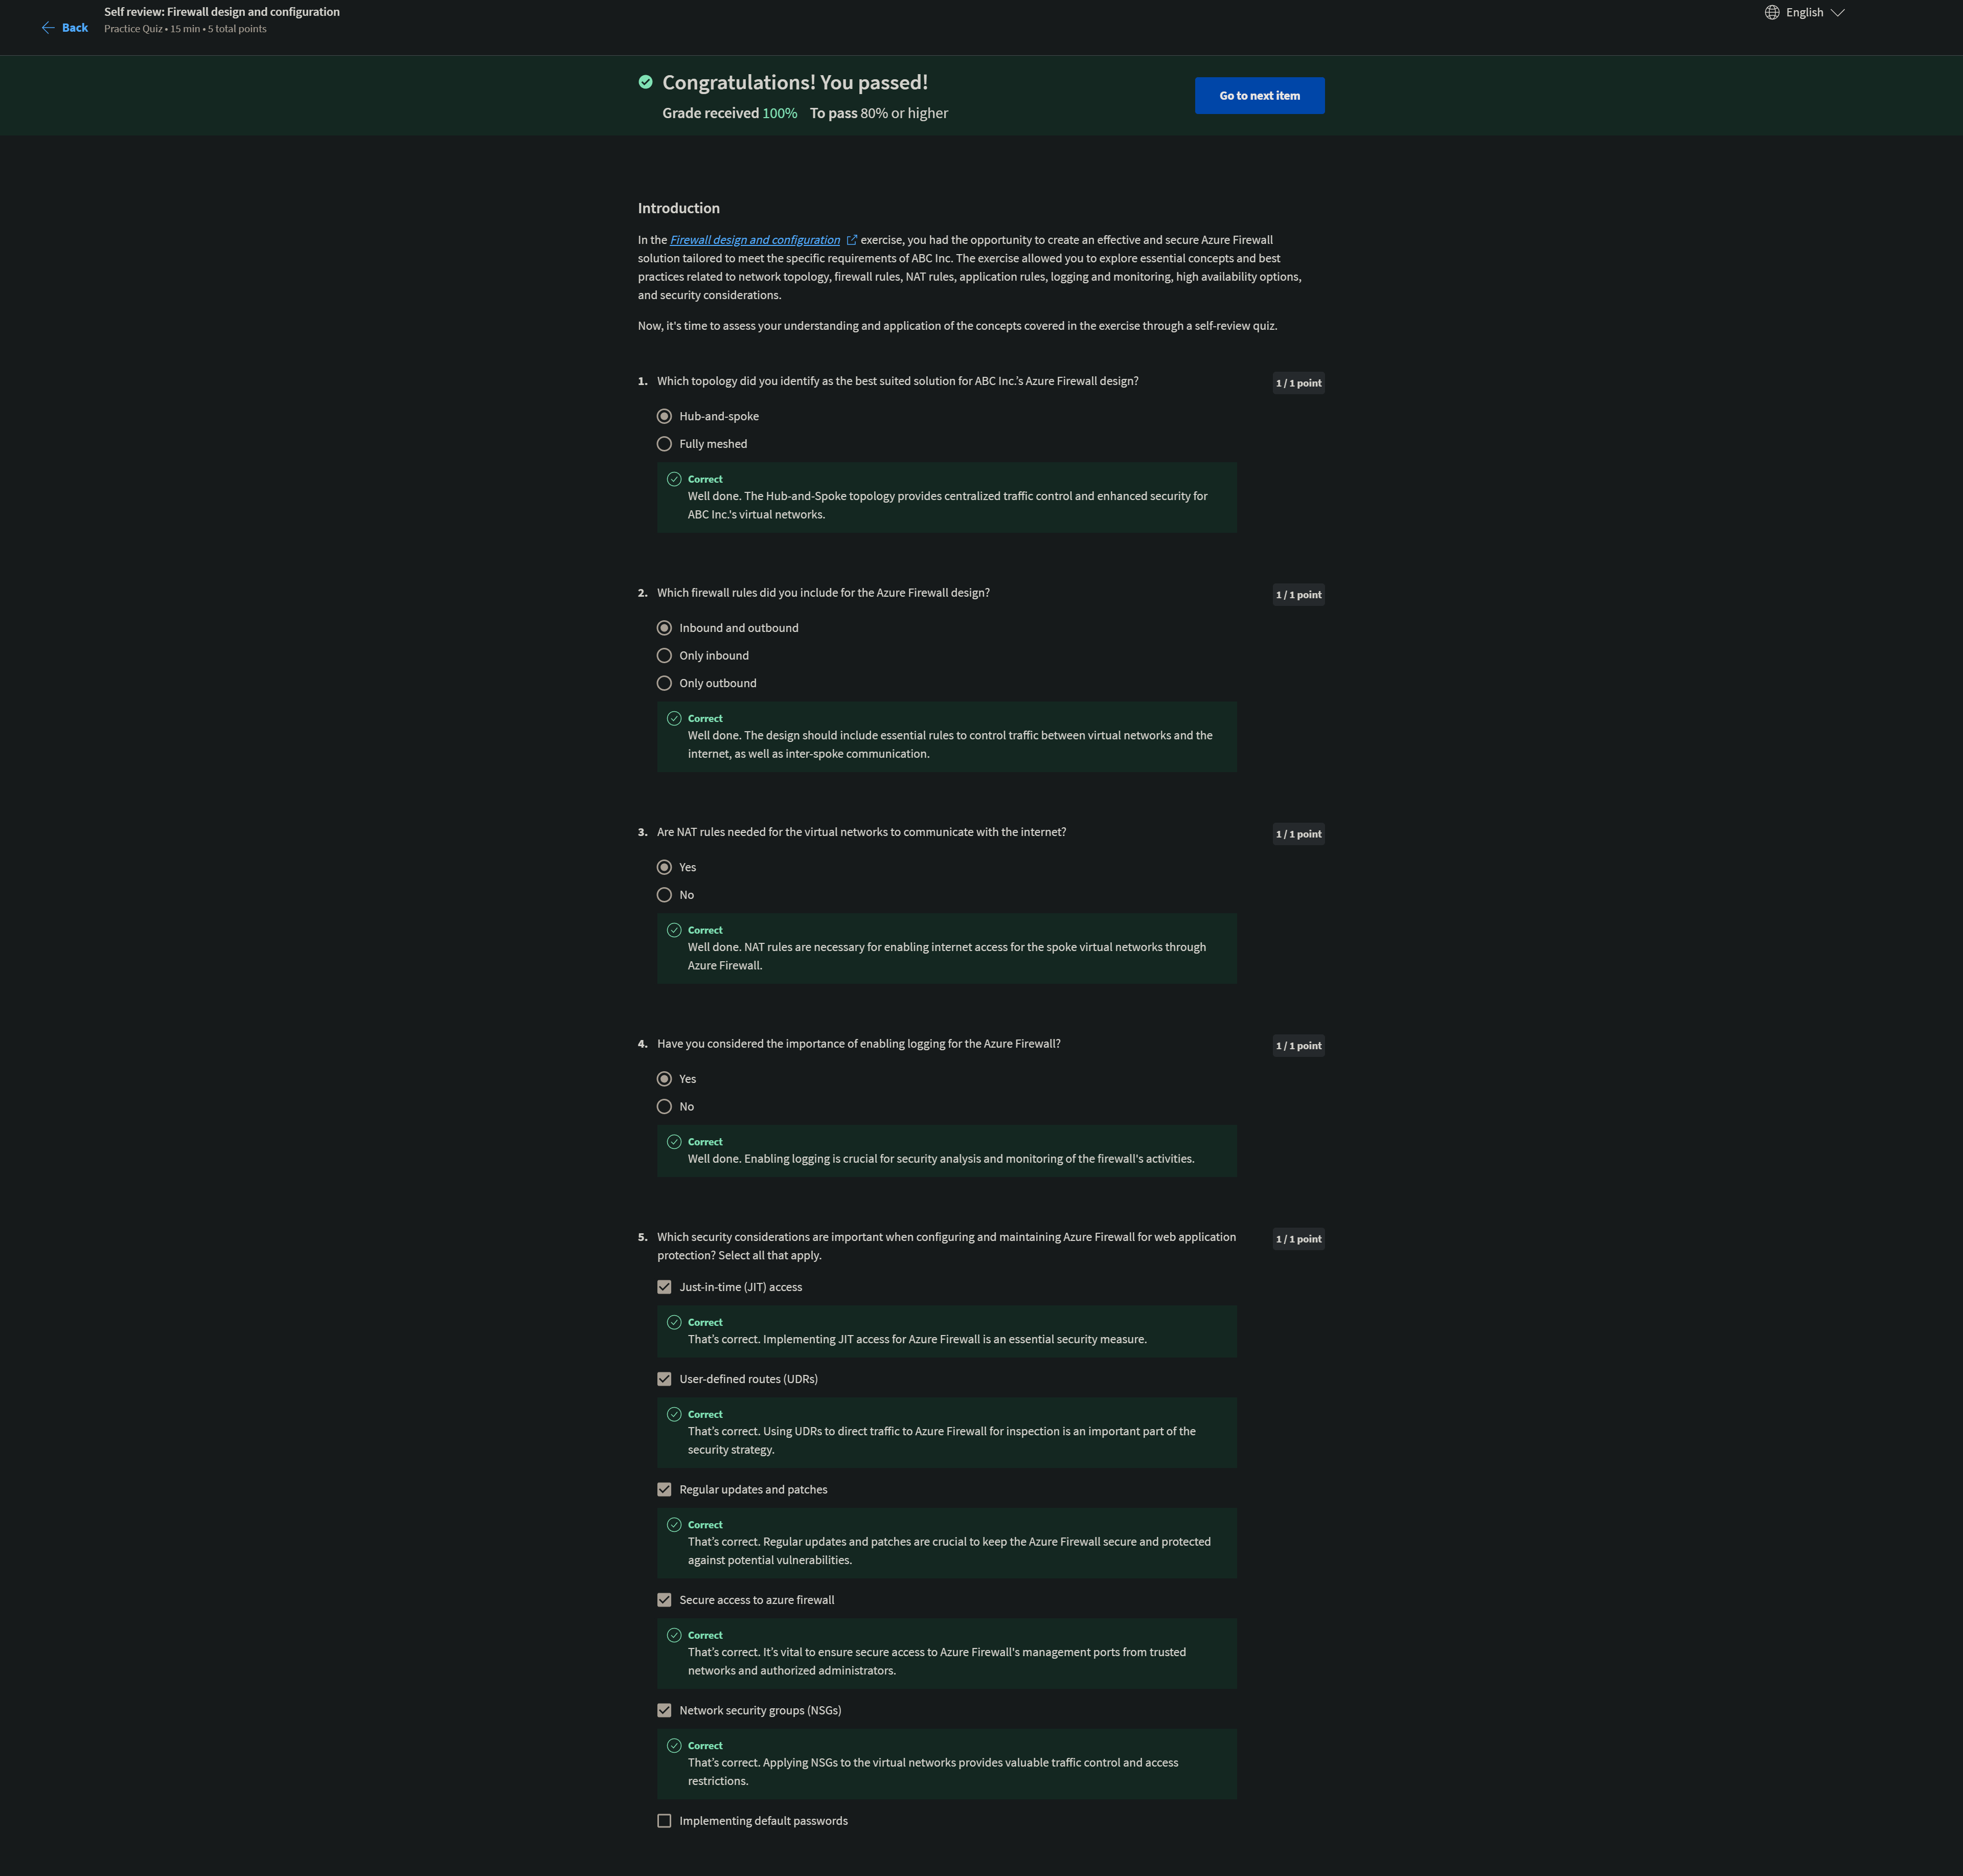 Back
Self review: Firewall design and configuration
Practice Quiz • 15 min • 5 total points
English
Congratulations! You passed!
Grade received 100% To pass 80% or higher
Go to next item
Introduction
In the Firewall design and configuration exercise, you had the opportunity to create an effective and secure Azure Firewall
solution tailored to meet the specific requirements of ABC Inc. The exercise allowed you to explore essential concepts and best
practices related to network topology, firewall rules, NAT rules, application rules, logging and monitoring, high availability options,
and security considerations.
Now, it's time to assess your understanding and application of the concepts covered in the exercise through a self-review quiz.
1. Which topology did you identify as the best suited solution for ABC Inc.’s Azure Firewall design?
1 / 1 point
Hub-and-spoke
Fully meshed
Correct
Well done. The Hub-and-Spoke topology provides centralized traffic control and enhanced security for
ABC Inc.'s virtual networks.
2. Which firewall rules did you include for the Azure Firewall design?
1 / 1 point
Inbound and outbound
Only inbound
Only outbound
Correct
Well done. The design should include essential rules to control traffic between virtual networks and the
internet, as well as inter-spoke communication.
3. Are NAT rules needed for the virtual networks to communicate with the internet?
1 / 1 point
Yes
No
Correct
Well done. NAT rules are necessary for enabling internet access for the spoke virtual networks through
Azure Firewall.
4. Have you considered the importance of enabling logging for the Azure Firewall?
1 / 1 point
Yes
No
Correct
Well done. Enabling logging is crucial for security analysis and monitoring of the firewall's activities.
5. Which security considerations are important when configuring and maintaining Azure Firewall for web application
protection? Select all that apply.
1 / 1 point
Just-in-time (JIT) access
Correct
That’s correct. Implementing JIT access for Azure Firewall is an essential security measure.
User-defined routes (UDRs)
Correct
That’s correct. Using UDRs to direct traffic to Azure Firewall for inspection is an important part of the
security strategy.
Regular updates and patches
Correct
That’s correct. Regular updates and patches are crucial to keep the Azure Firewall secure and protected
against potential vulnerabilities.
Secure access to azure firewall
Correct
That’s correct. It’s vital to ensure secure access to Azure Firewall's management ports from trusted
networks and authorized administrators.
Network security groups (NSGs)
Correct
That’s correct. Applying NSGs to the virtual networks provides valuable traffic control and access
restrictions.
Implementing default passwords